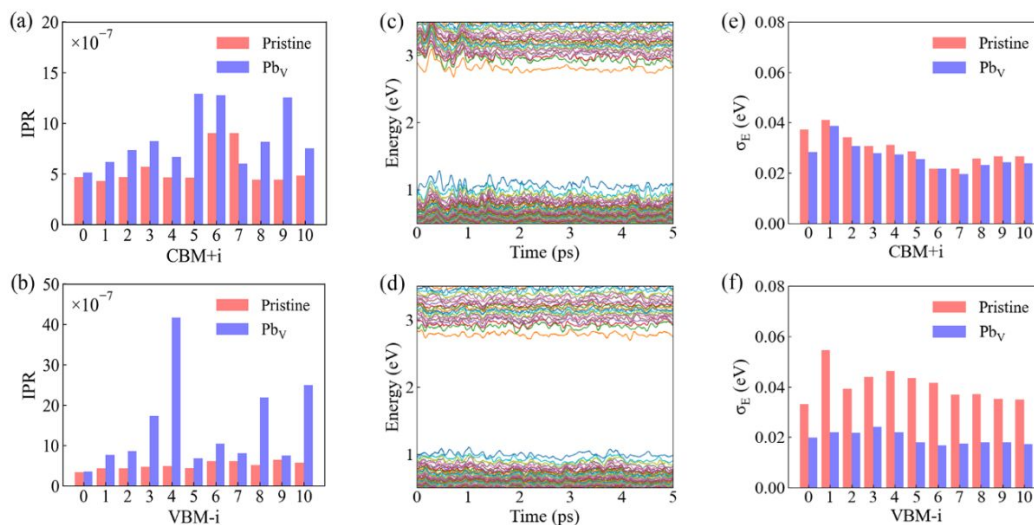 (a)
20
×10⁻⁷
Pristine
Pbv
15
10
5
0
IPR
0 1 2 3 4 5 6 7 8 9 10
CBM+i
(c)
3
2
1
Energy (eV)
0 1 2 3 4 5
Time (ps)
(e)
0.08
Pristine
Pbv
0.06
0.04
0.02
0.00
σE (eV)
0 1 2 3 4 5 6 7 8 9 10
CBM+i
(b)
50
×10⁻⁷
Pristine
Pbv
40
30
20
10
0
IPR
0 1 2 3 4 5 6 7 8 9 10
VBM-i
(d)
3
2
1
Energy (eV)
0 1 2 3 4 5
Time (ps)
(f)
0.08
Pristine
Pbv
0.06
0.04
0.02
0.00
σE (eV)
0 1 2 3 4 5 6 7 8 9 10
VBM-i